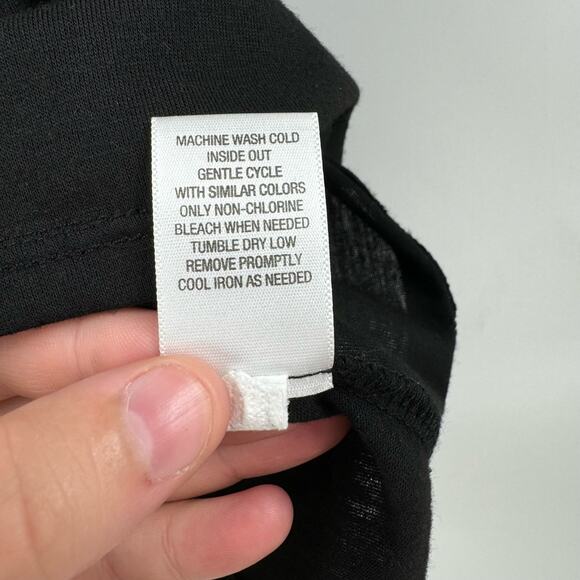 MACHINE WASH COLD
INSIDE OUT
GENTLE CYCLE
WITH SIMILAR COLORS
ONLY NON-CHLORINE
BLEACH WHEN NEEDED
TUMBLE DRY LOW
REMOVE PROMPTLY
COOL IRON AS NEEDED